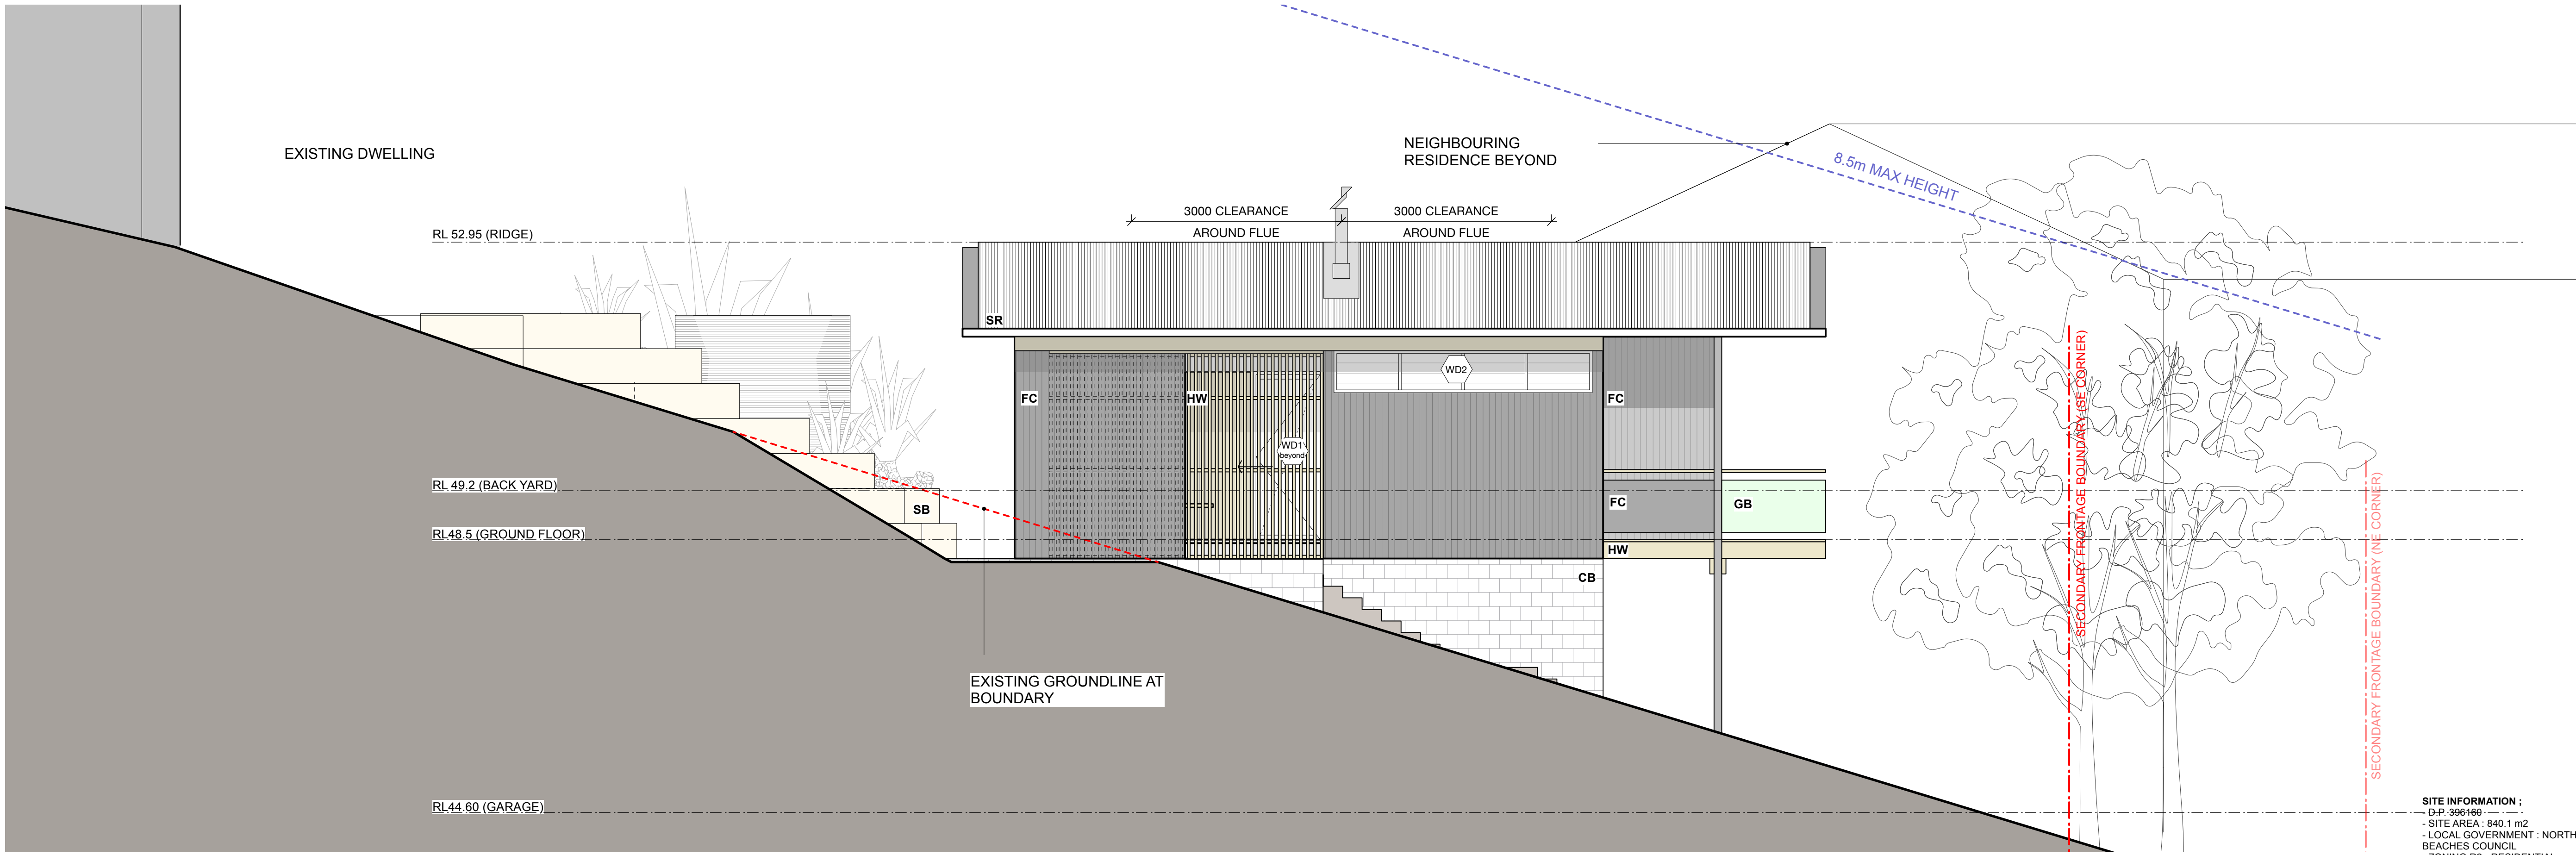 EXISTING DWELLING
NEIGHBOURING
RESIDENCE BEYOND
8.5m MAX HEIGHT
3000 CLEARANCE
AROUND FLUE
3000 CLEARANCE
AROUND FLUE
RL 52.95 (RIDGE)
SR
WD2
FC
HW
FC
WD1
beyond
RL 49.2 (BACK YARD)
SB
FC
GB
RL48.5 (GROUND FLOOR)
HW
CB
SECONDARY FRONTAGE BOUNDARY (SE CORNER)
SECONDARY FRONTAGE BOUNDARY (NE CORNER)
EXISTING GROUNDLINE AT
BOUNDARY
RL44.60 (GARAGE)
SITE INFORMATION ;
- D.P. 396160
- SITE AREA : 840.1 m2
- LOCAL GOVERNMENT : NORTH
BEACHES COUNCIL